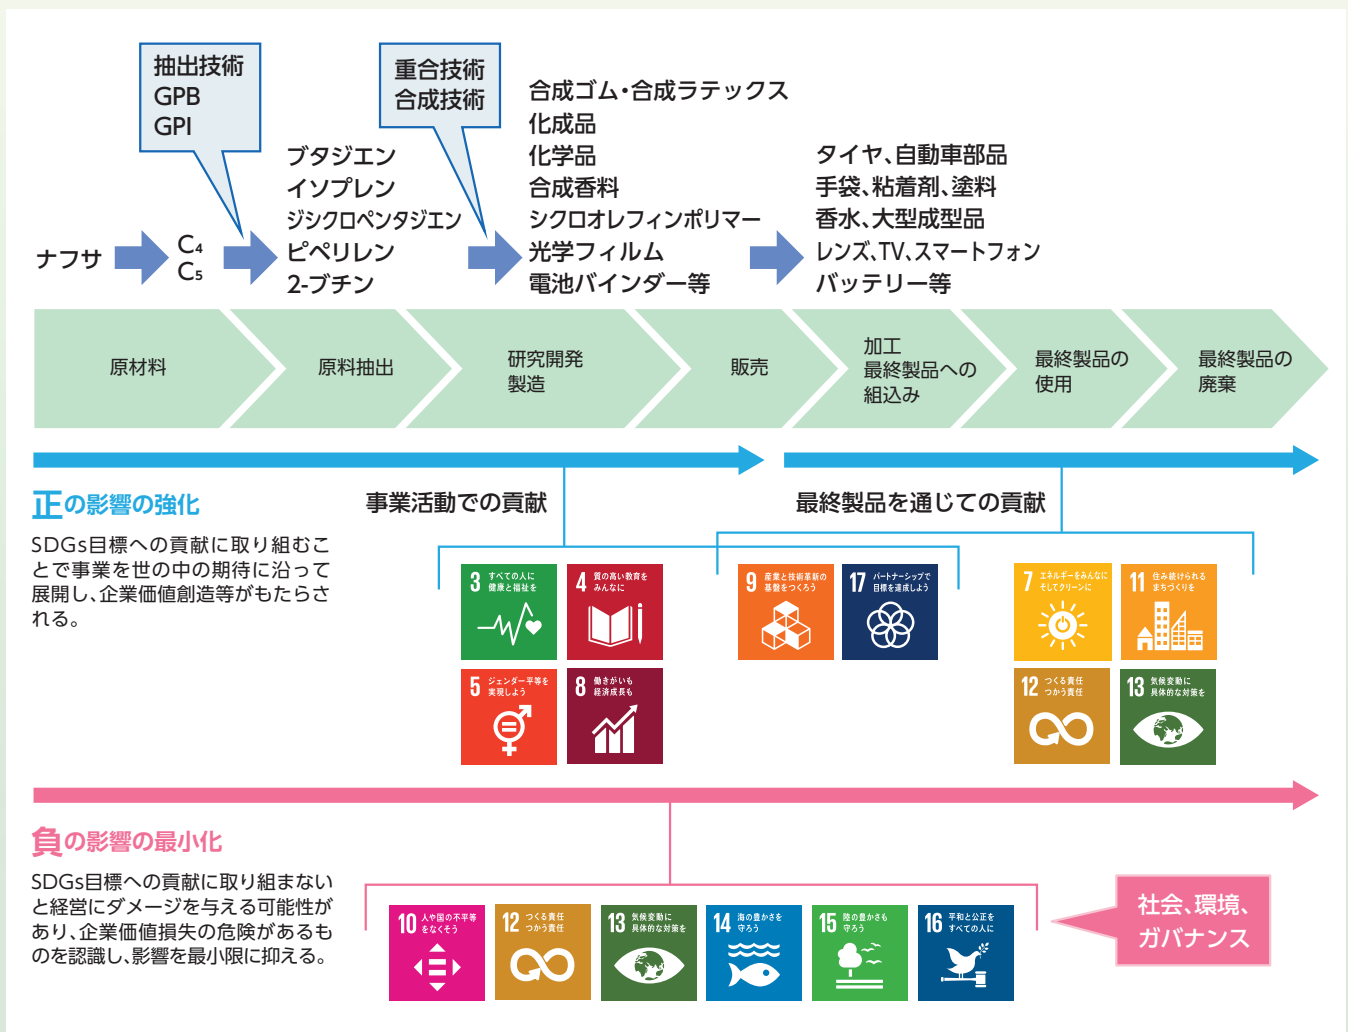 抽出技術
GPB
GPI
重合技術
合成技術
ナフサ
C₄
C₅
ブタジエン
イソプレン
ジシクロペンタジエン
ピペリレン
2-ブチン
合成ゴム・合成ラテックス
化成品
化学品
合成香料
シクロオレフィンポリマー
光学フィルム
電池バインダー等
タイヤ、自動車部品
手袋、粘着剤、塗料
香水、大型成型品
レンズ、TV、スマートフォン
バッテリー等
原材料
原料抽出
研究開発
製造
販売
加工
最終製品への
組込み
最終製品の
使用
最終製品の
廃棄
正の影響の強化
SDGs目標への貢献に取り組むこ
とで事業を世の中の期待に沿って
展開し、企業価値創造等がもたらさ
れる。
事業活動での貢献
最終製品を通じての貢献
3 すべての人に
健康と福祉を
4 質の高い教育を
みんなに
5 ジェンダー平等を
実現しよう
8 働きがいも
経済成長も
9 産業と技術革新の
基盤をつくろう
17 パートナーシップで
目標を達成しよう
7 エネルギーをみんなに
そしてクリーンに
11 住み続けられる
まちづくりを
12 つくる責任
つかう責任
13 気候変動に
具体的な対策を
負の影響の最小化
SDGs目標への貢献に取り組まない
と経営にダメージを与える可能性が
あり、企業価値損失の危険があるも
のを認識し、影響を最小限に抑える。
10 人や国の不平等
をなくそう
12 つくる責任
つかう責任
13 気候変動に
具体的な対策を
14 海の豊かさを
守ろう
15 陸の豊かさも
守ろう
16 平和と公正を
すべての人に
社会、環境、
ガバナンス